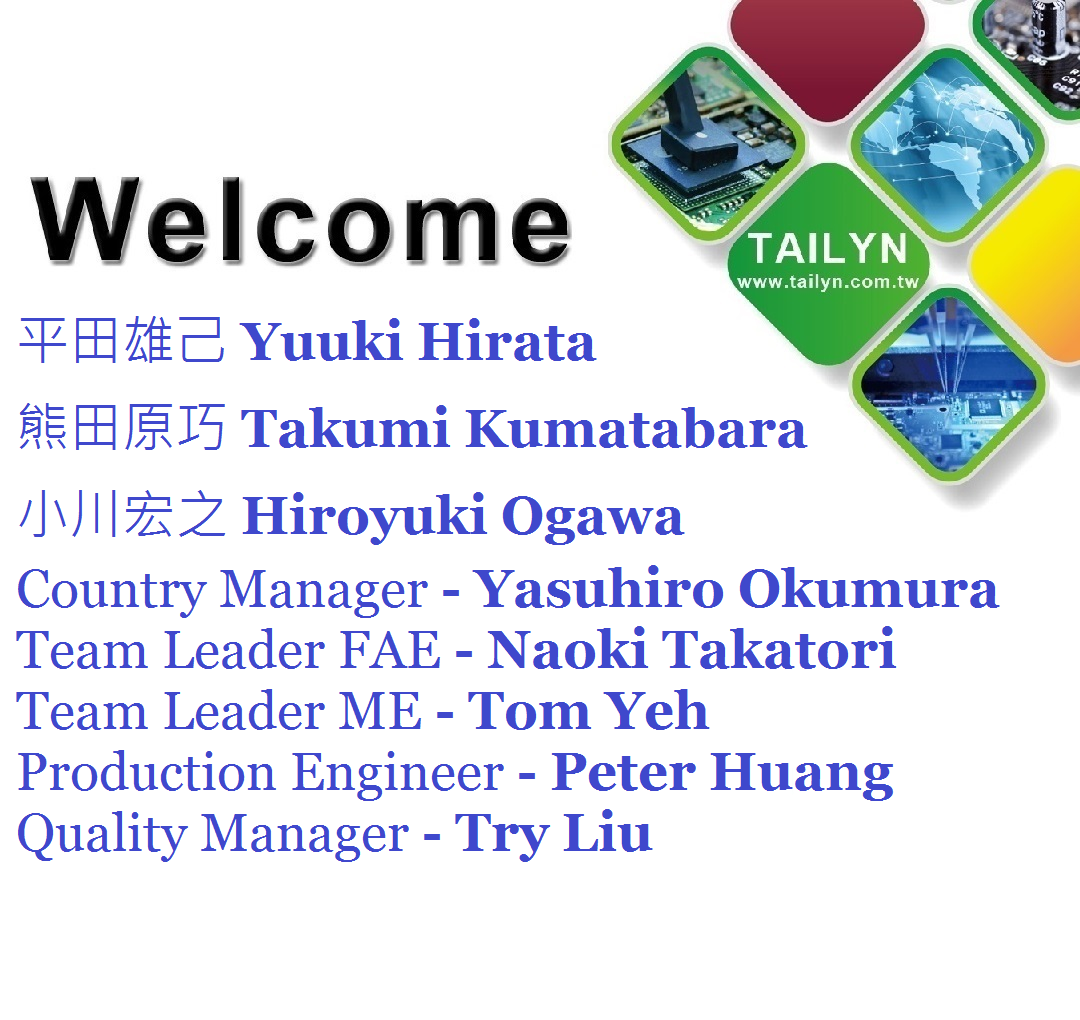 Welcome
TAILYN
www.tailyn.com.tw
平田雄己 Yuuki Hirata
熊田原巧 Takumi Kumatabara
小川宏之 Hiroyuki Ogawa
Country Manager - Yasuhiro Okumura
Team Leader FAE - Naoki Takatori
Team Leader ME - Tom Yeh
Production Engineer - Peter Huang
Quality Manager - Try Liu